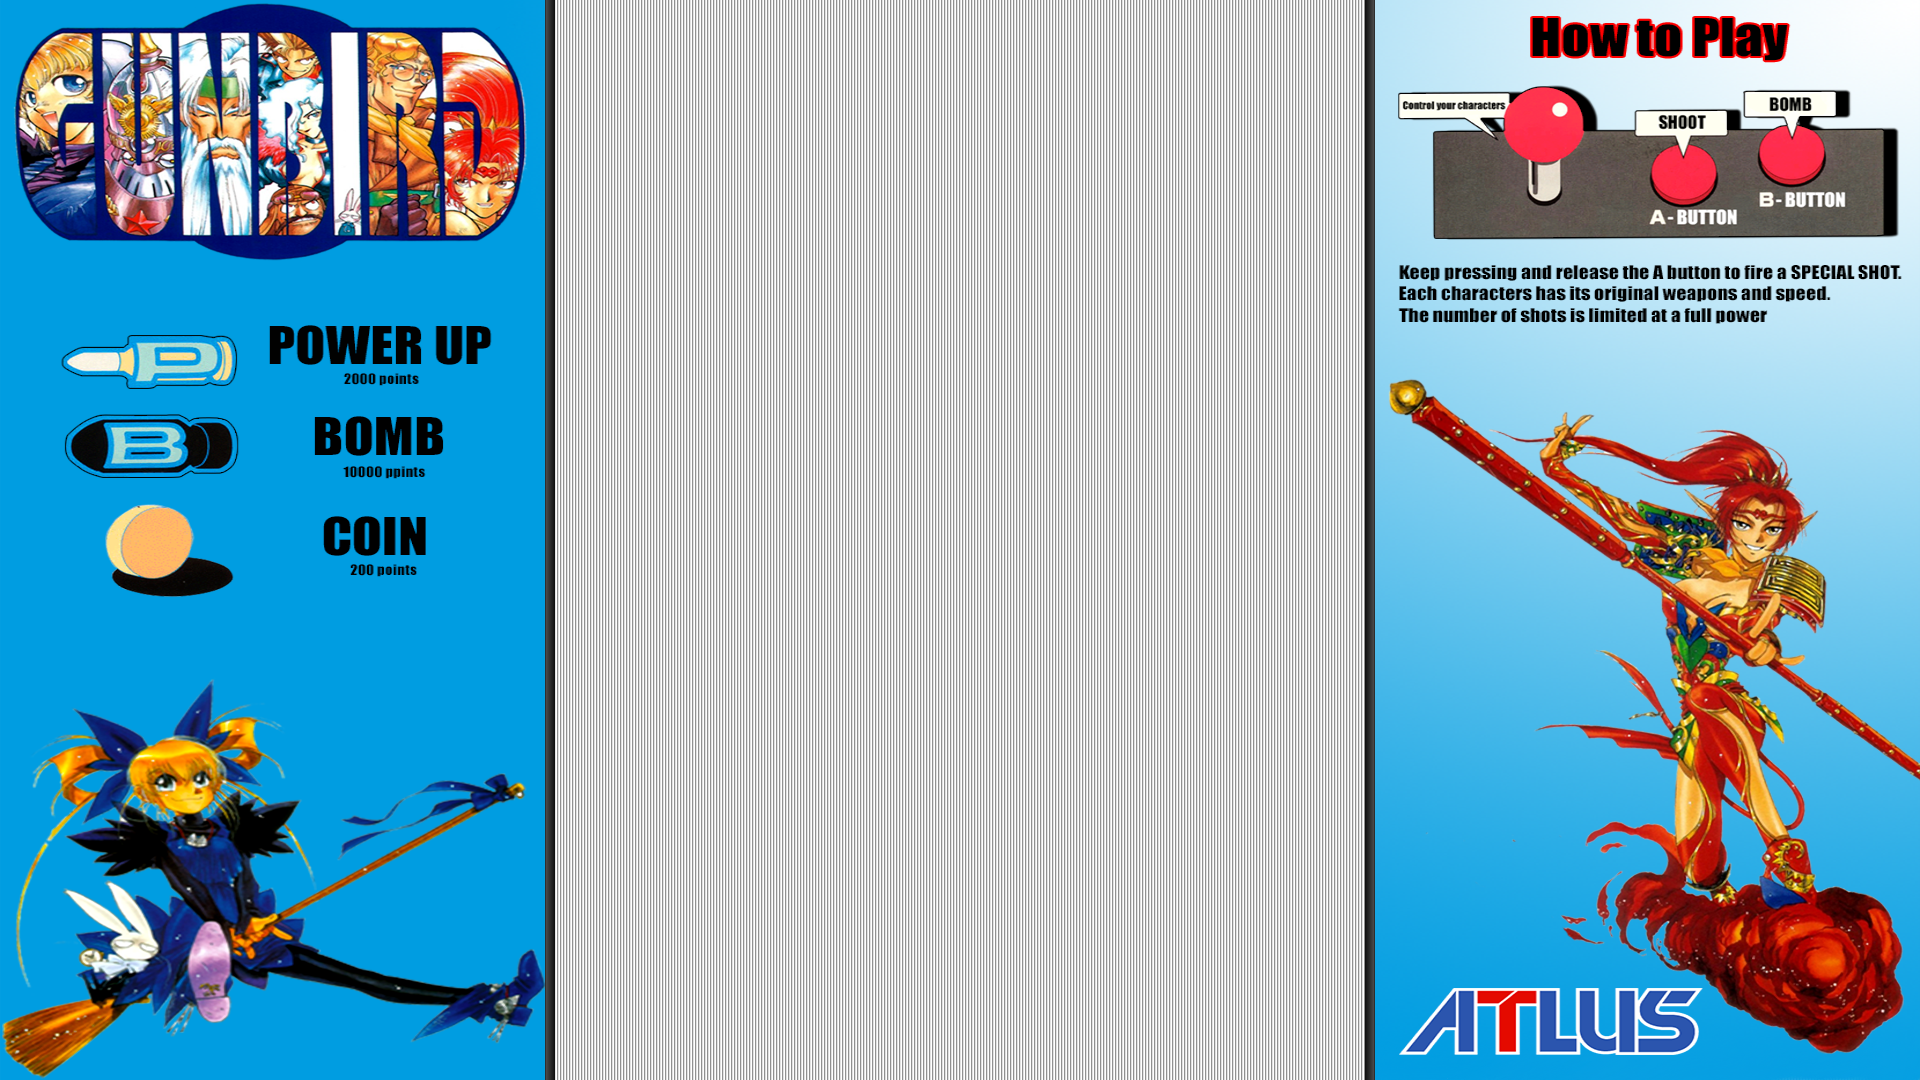 GUNBIRD
P
POWER UP
2000 points
B
BOMB
10000 ppints
COIN
200 points
How to Play
Control your characters
SHOOT
BOMB
A-BUTTON
B-BUTTON
Keep pressing and release the A button to fire a SPECIAL SHOT.
Each characters has its original weapons and speed.
The number of shots is limited at a full power
ATLUS